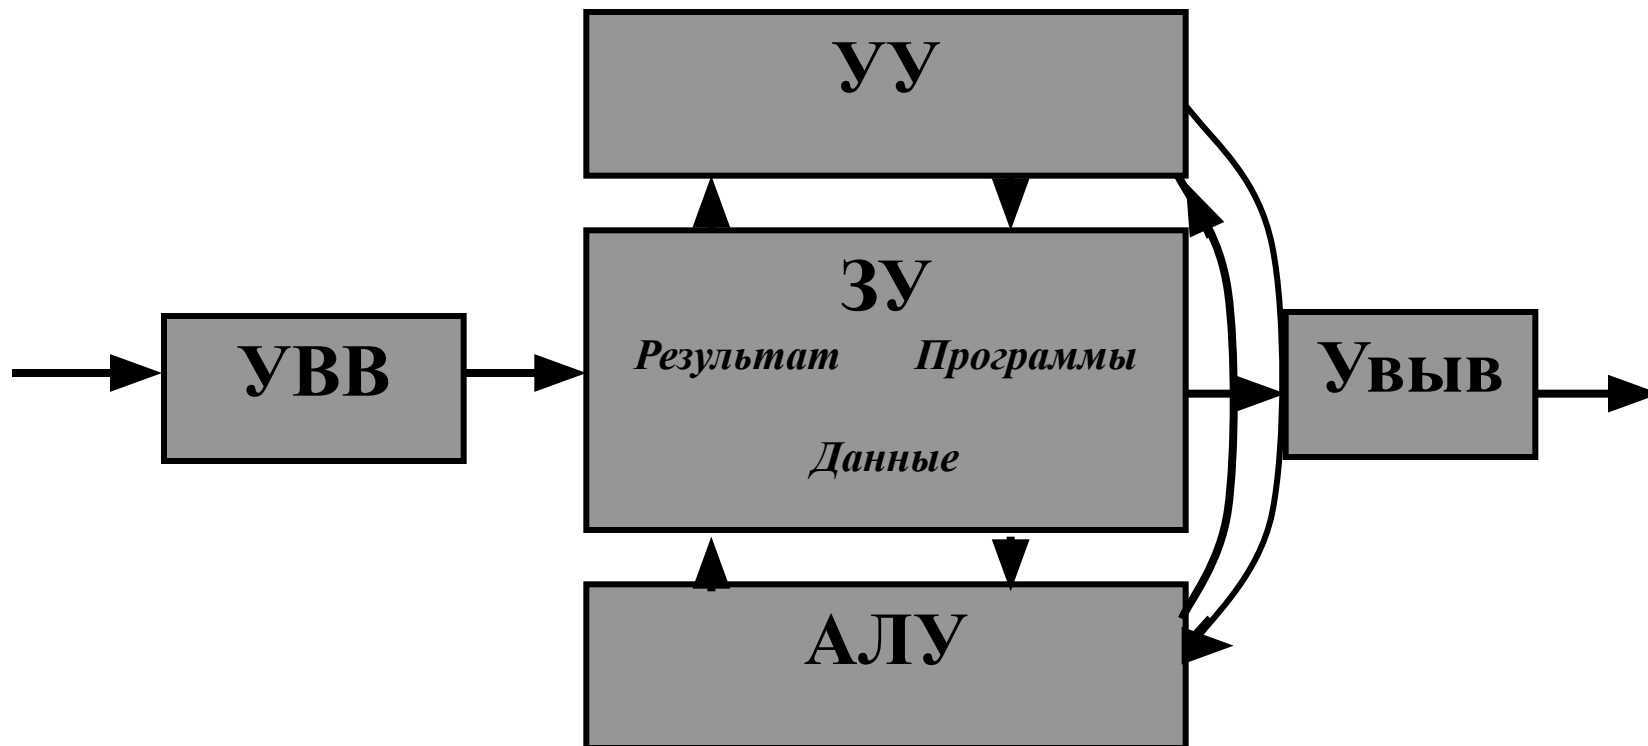 УУ
ЗУ
Результат Программы
Данные
УВВ
Увыв
АЛУ